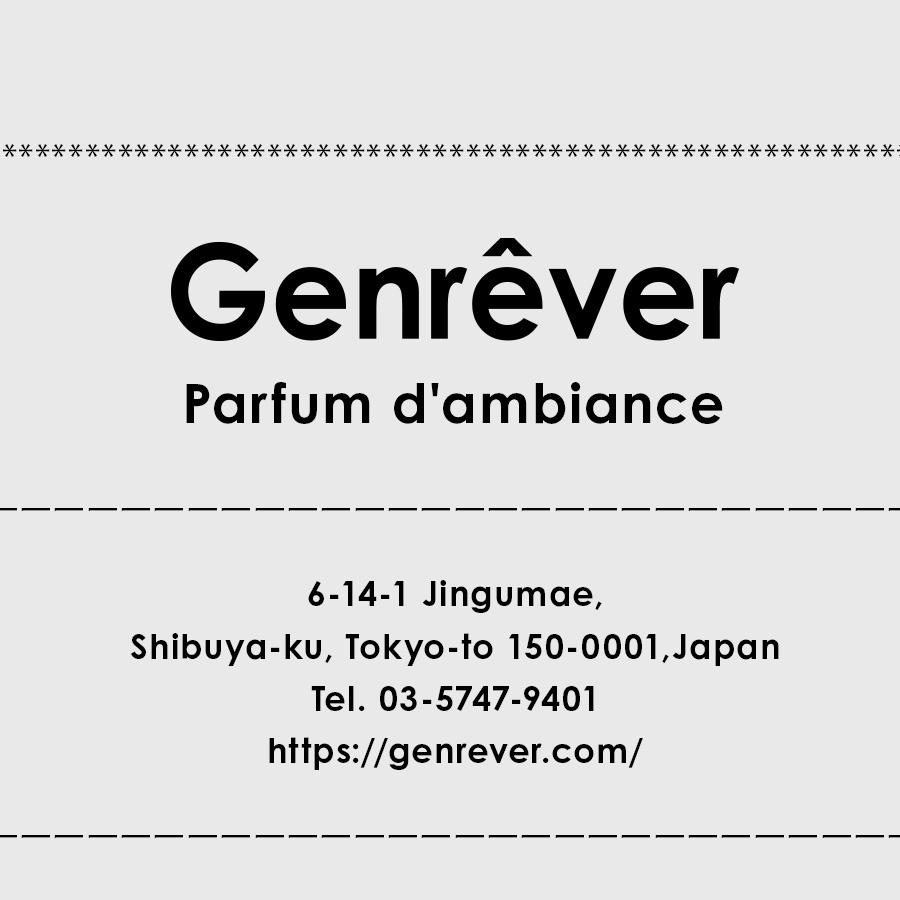 Genrêver
Parfum d'ambiance
6-14-1 Jingumae,
Shibuya-ku, Tokyo-to 150-0001,Japan
Tel. 03-5747-9401
https://genrever.com/